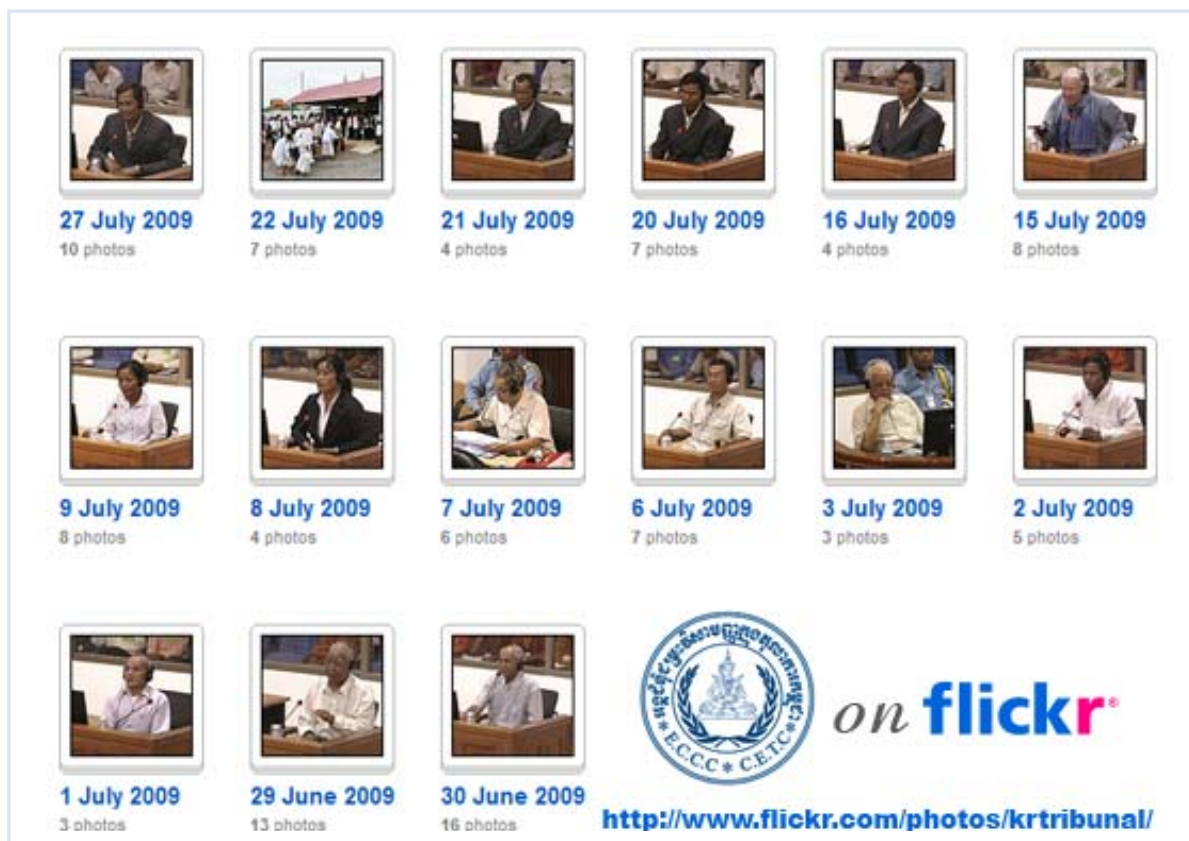 27 July 2009
10 photos
22 July 2009
7 photos
21 July 2009
4 photos
20 July 2009
7 photos
16 July 2009
4 photos
15 July 2009
8 photos
9 July 2009
8 photos
8 July 2009
4 photos
7 July 2009
6 photos
6 July 2009
7 photos
3 July 2009
3 photos
2 July 2009
5 photos
1 July 2009
3 photos
29 June 2009
13 photos
30 June 2009
16 photos
* E.C.C.C * C.E.T.C *
on flickr®
http://www.flickr.com/photos/krtribunal/